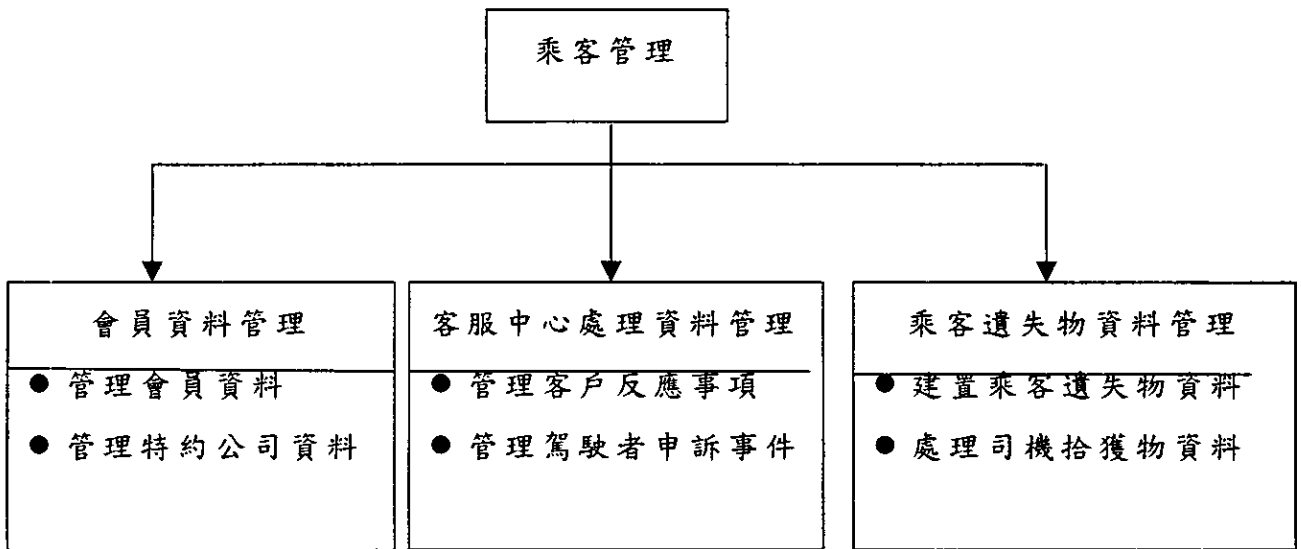 乘客管理
會員資料管理
● 管理會員資料
● 管理特約公司資料
客服中心處理資料管理
● 管理客戶反應事項
● 管理駕駛者申訴事件
乘客遺失物資料管理
● 建置乘客遺失物資料
● 處理司機拾獲物資料